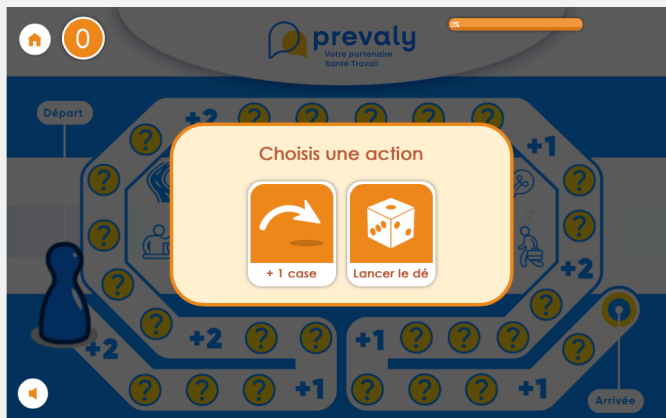 0
prevaly
Votre partenaire
Santé Travail
0%
Départ
+2
? ? ? ? ?
?
+1
Choisis une action
?
?
?
?
+2
+ 1 case
Lancer le dé
?
?
?
+2
+2
? ?
+1
? ? ?
?
? ? ?
+1
? ? ?
+1
Arrivée